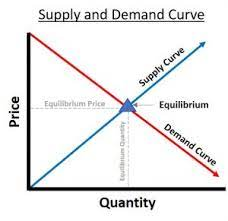 Supply and Demand Curve
Supply Curve
Equilibrium Price
Equilibrium
Equilibrium Quantity
Demand Curve
Price
Quantity